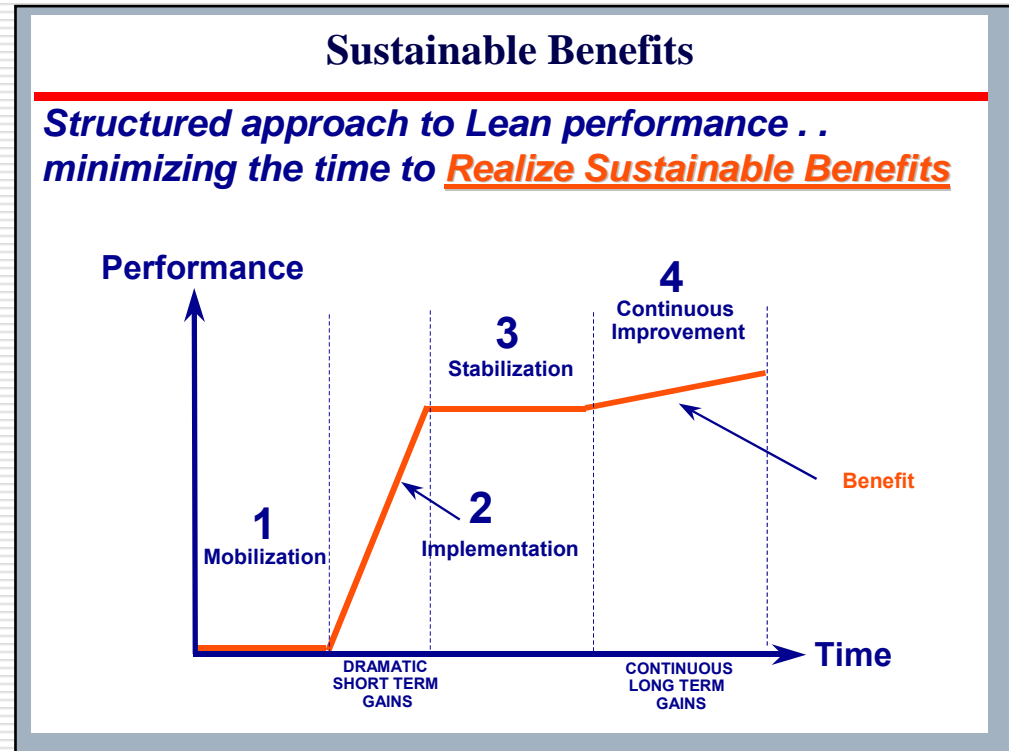 Sustainable Benefits
Structured approach to Lean performance . .
minimizing the time to Realize Sustainable Benefits
Performance
4
Continuous
Improvement
3
Stabilization
Benefit
2
Implementation
1
Mobilization
Time
DRAMATIC
SHORT TERM
GAINS
CONTINUOUS
LONG TERM
GAINS